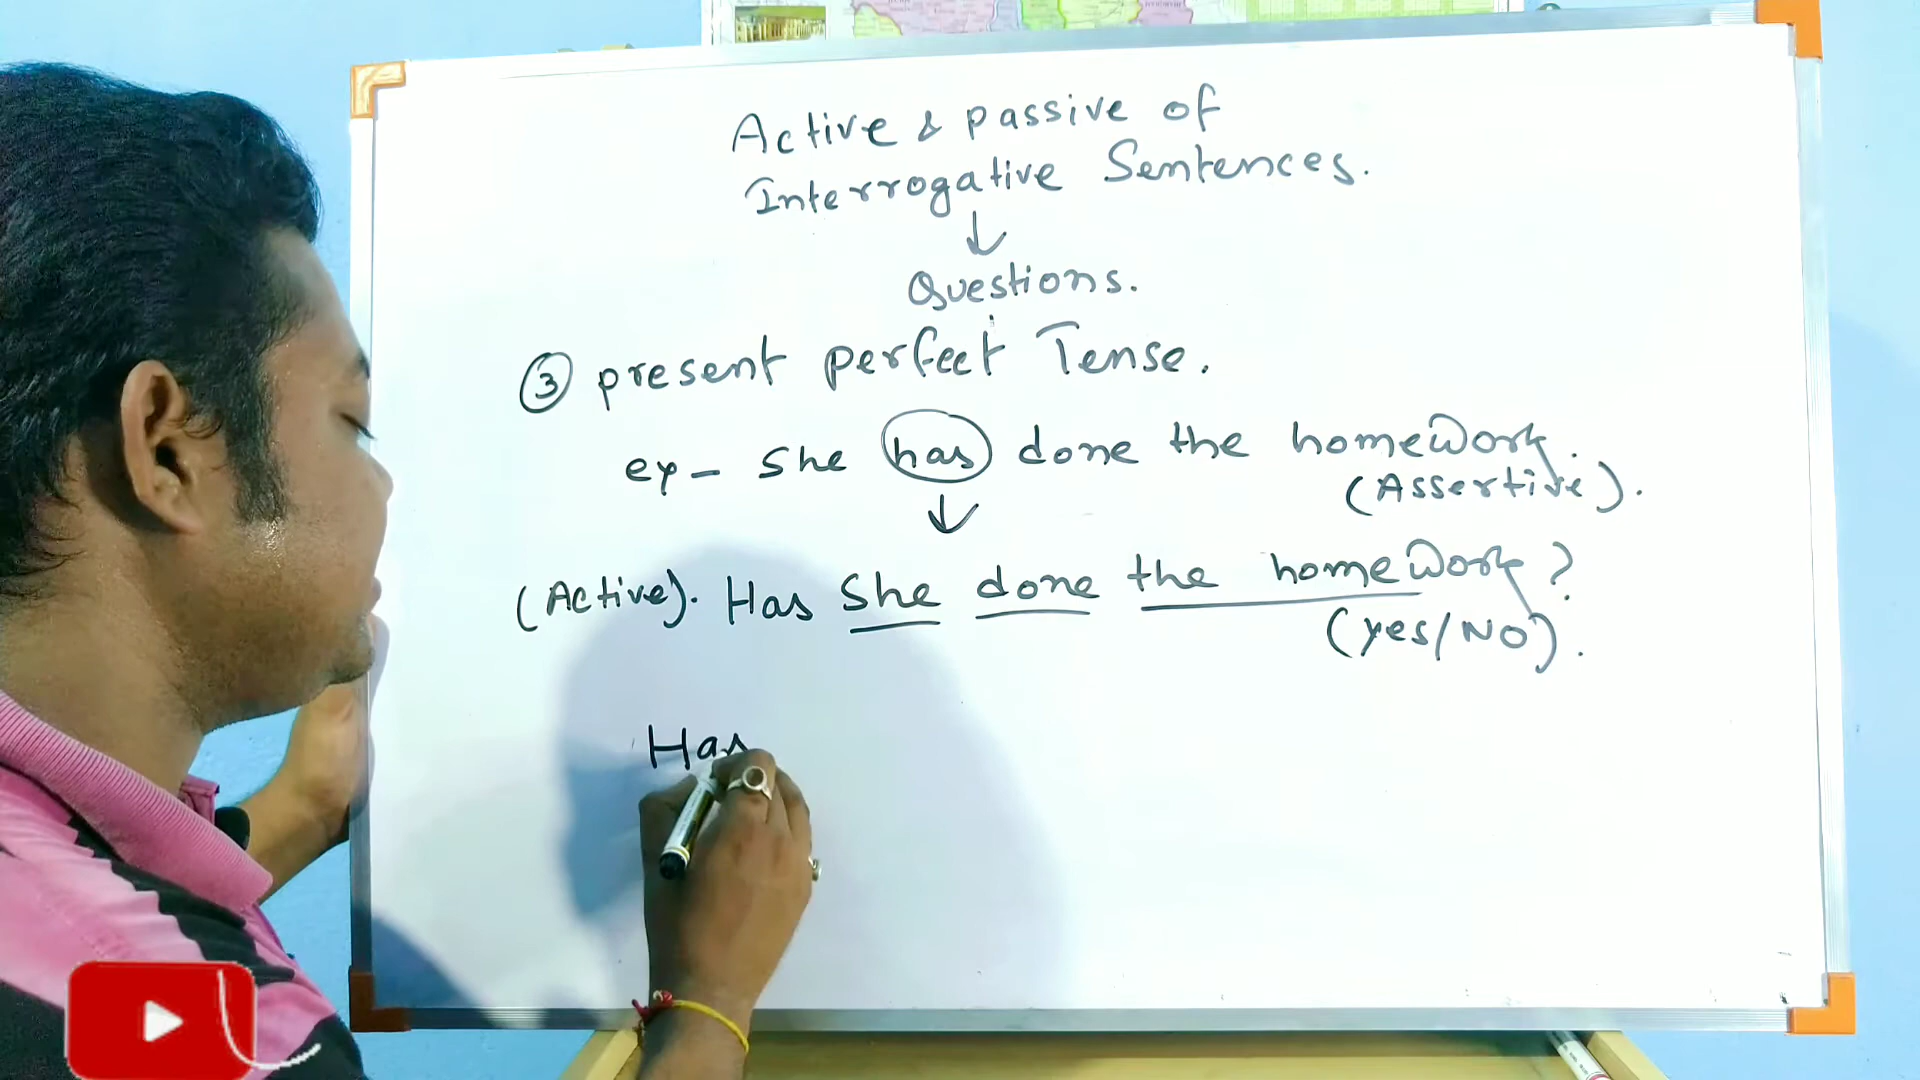 Active & passive of
Interrogative Sentences.
↓
Questions.
③ present perfect Tense.
ex- She has done the homework.
(Assertive).
↓
(Active). Has She done the homework?
(Yes/NO).
Has